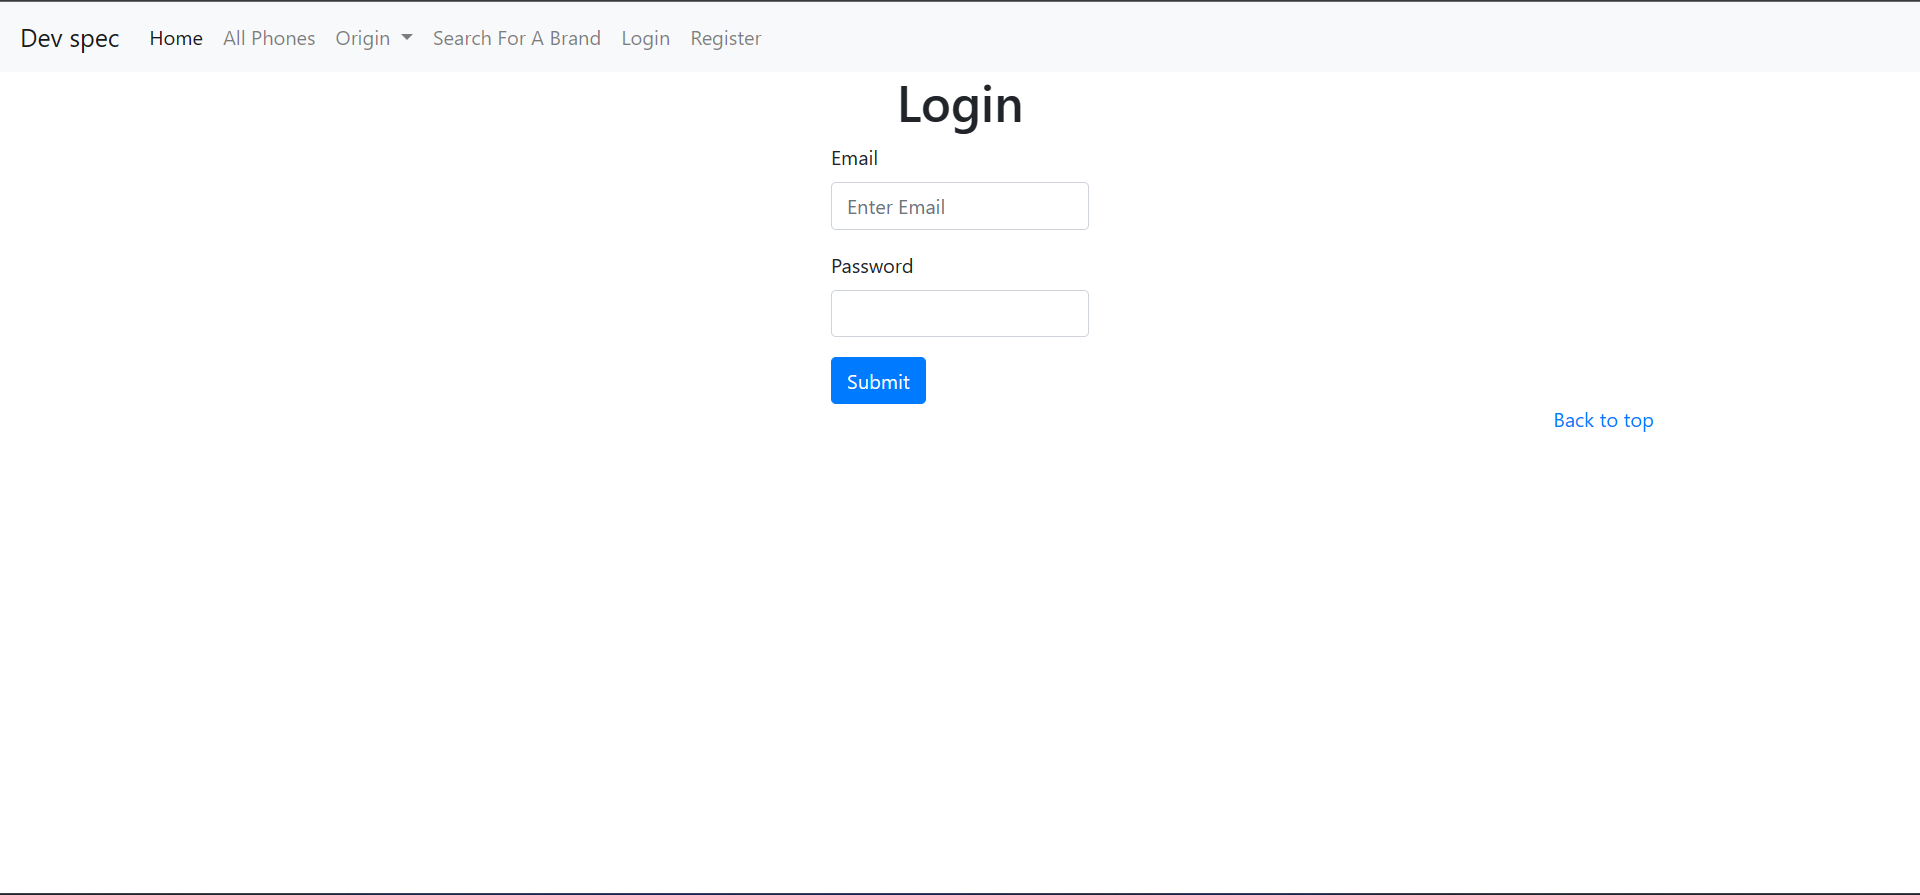 Dev spec Home All Phones Origin Search For A Brand Login Register
Login
Email
Enter Email
Password
Submit
Back to top